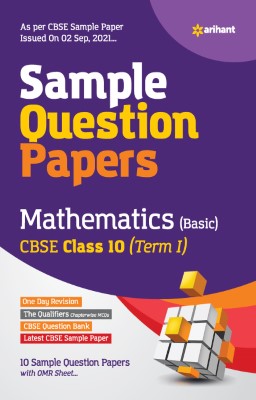 As per CBSE Sample Paper
Issued On 02 Sep, 2021...
arihant
Sample
Question
Papers
Mathematics (Basic)
CBSE Class 10 (Term I)
One Day Revision
The Qualifiers Chapterwise MCQs
CBSE Question Bank
Latest CBSE Sample Paper
10 Sample Question Papers
with OMR Sheet...